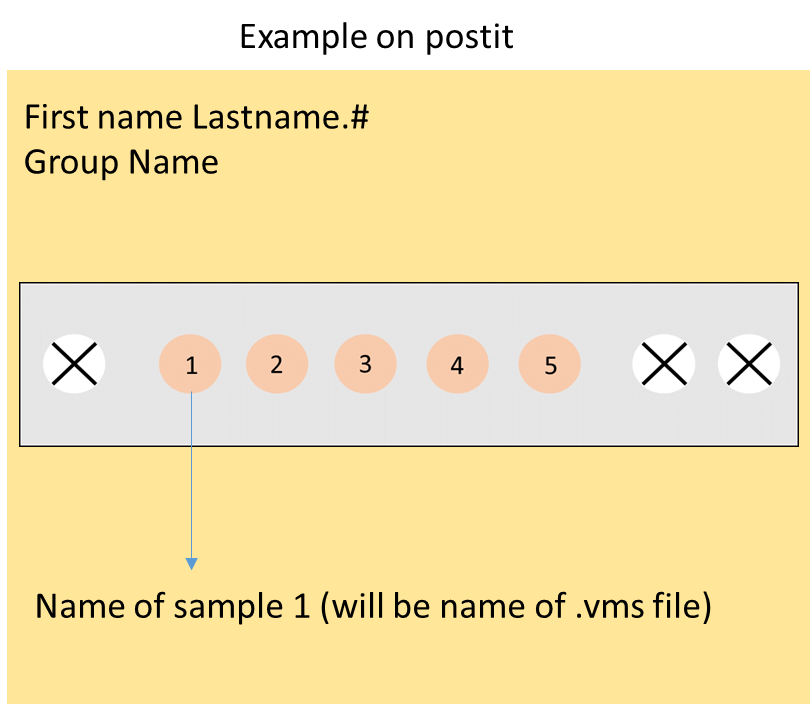 Example on postit
First name Lastname.#
Group Name
1 2 3 4 5
Name of sample 1 (will be name of .vms file)